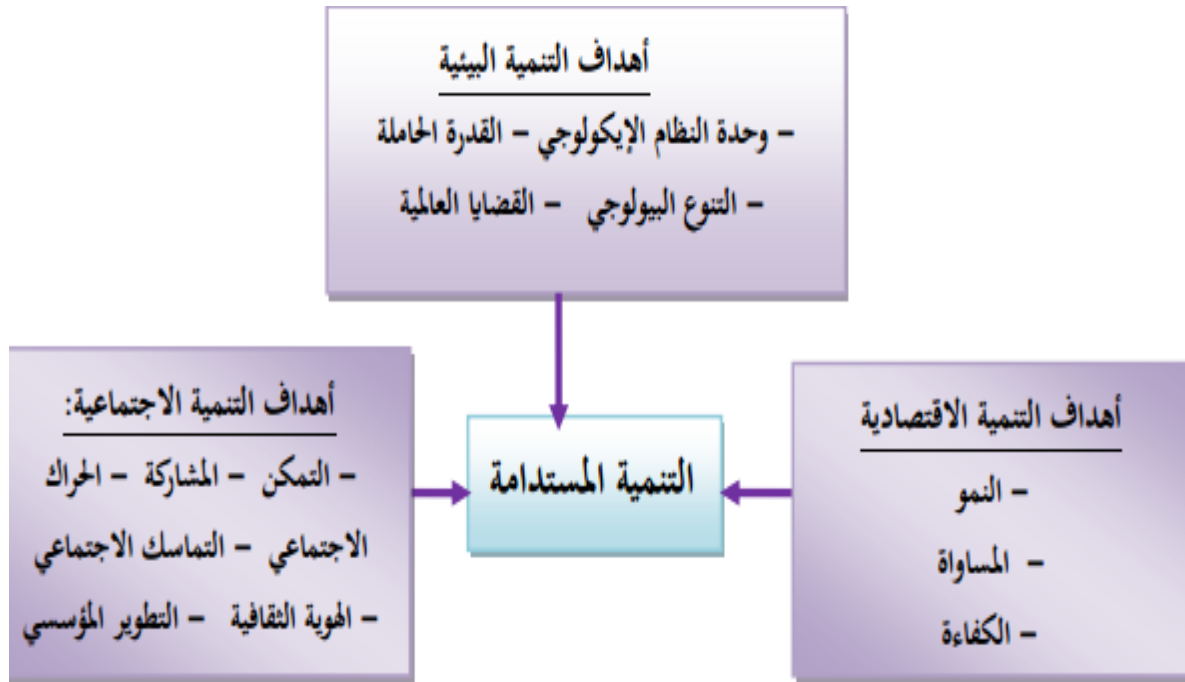 أهداف التنمية البيئية
– وحدة النظام الإيكولوجي – القدرة الحاملة
– التنوع البيولوجي – القضايا العالمية
أهداف التنمية الاقتصادية
– النمو
– المساواة
– الكفاءة
التنمية المستدامة
أهداف التنمية الاجتماعية:
– التمكن – المشاركة – الحراك
الاجتماعي – التماسك الاجتماعي
– الهوية الثقافية – التطوير المؤسسي